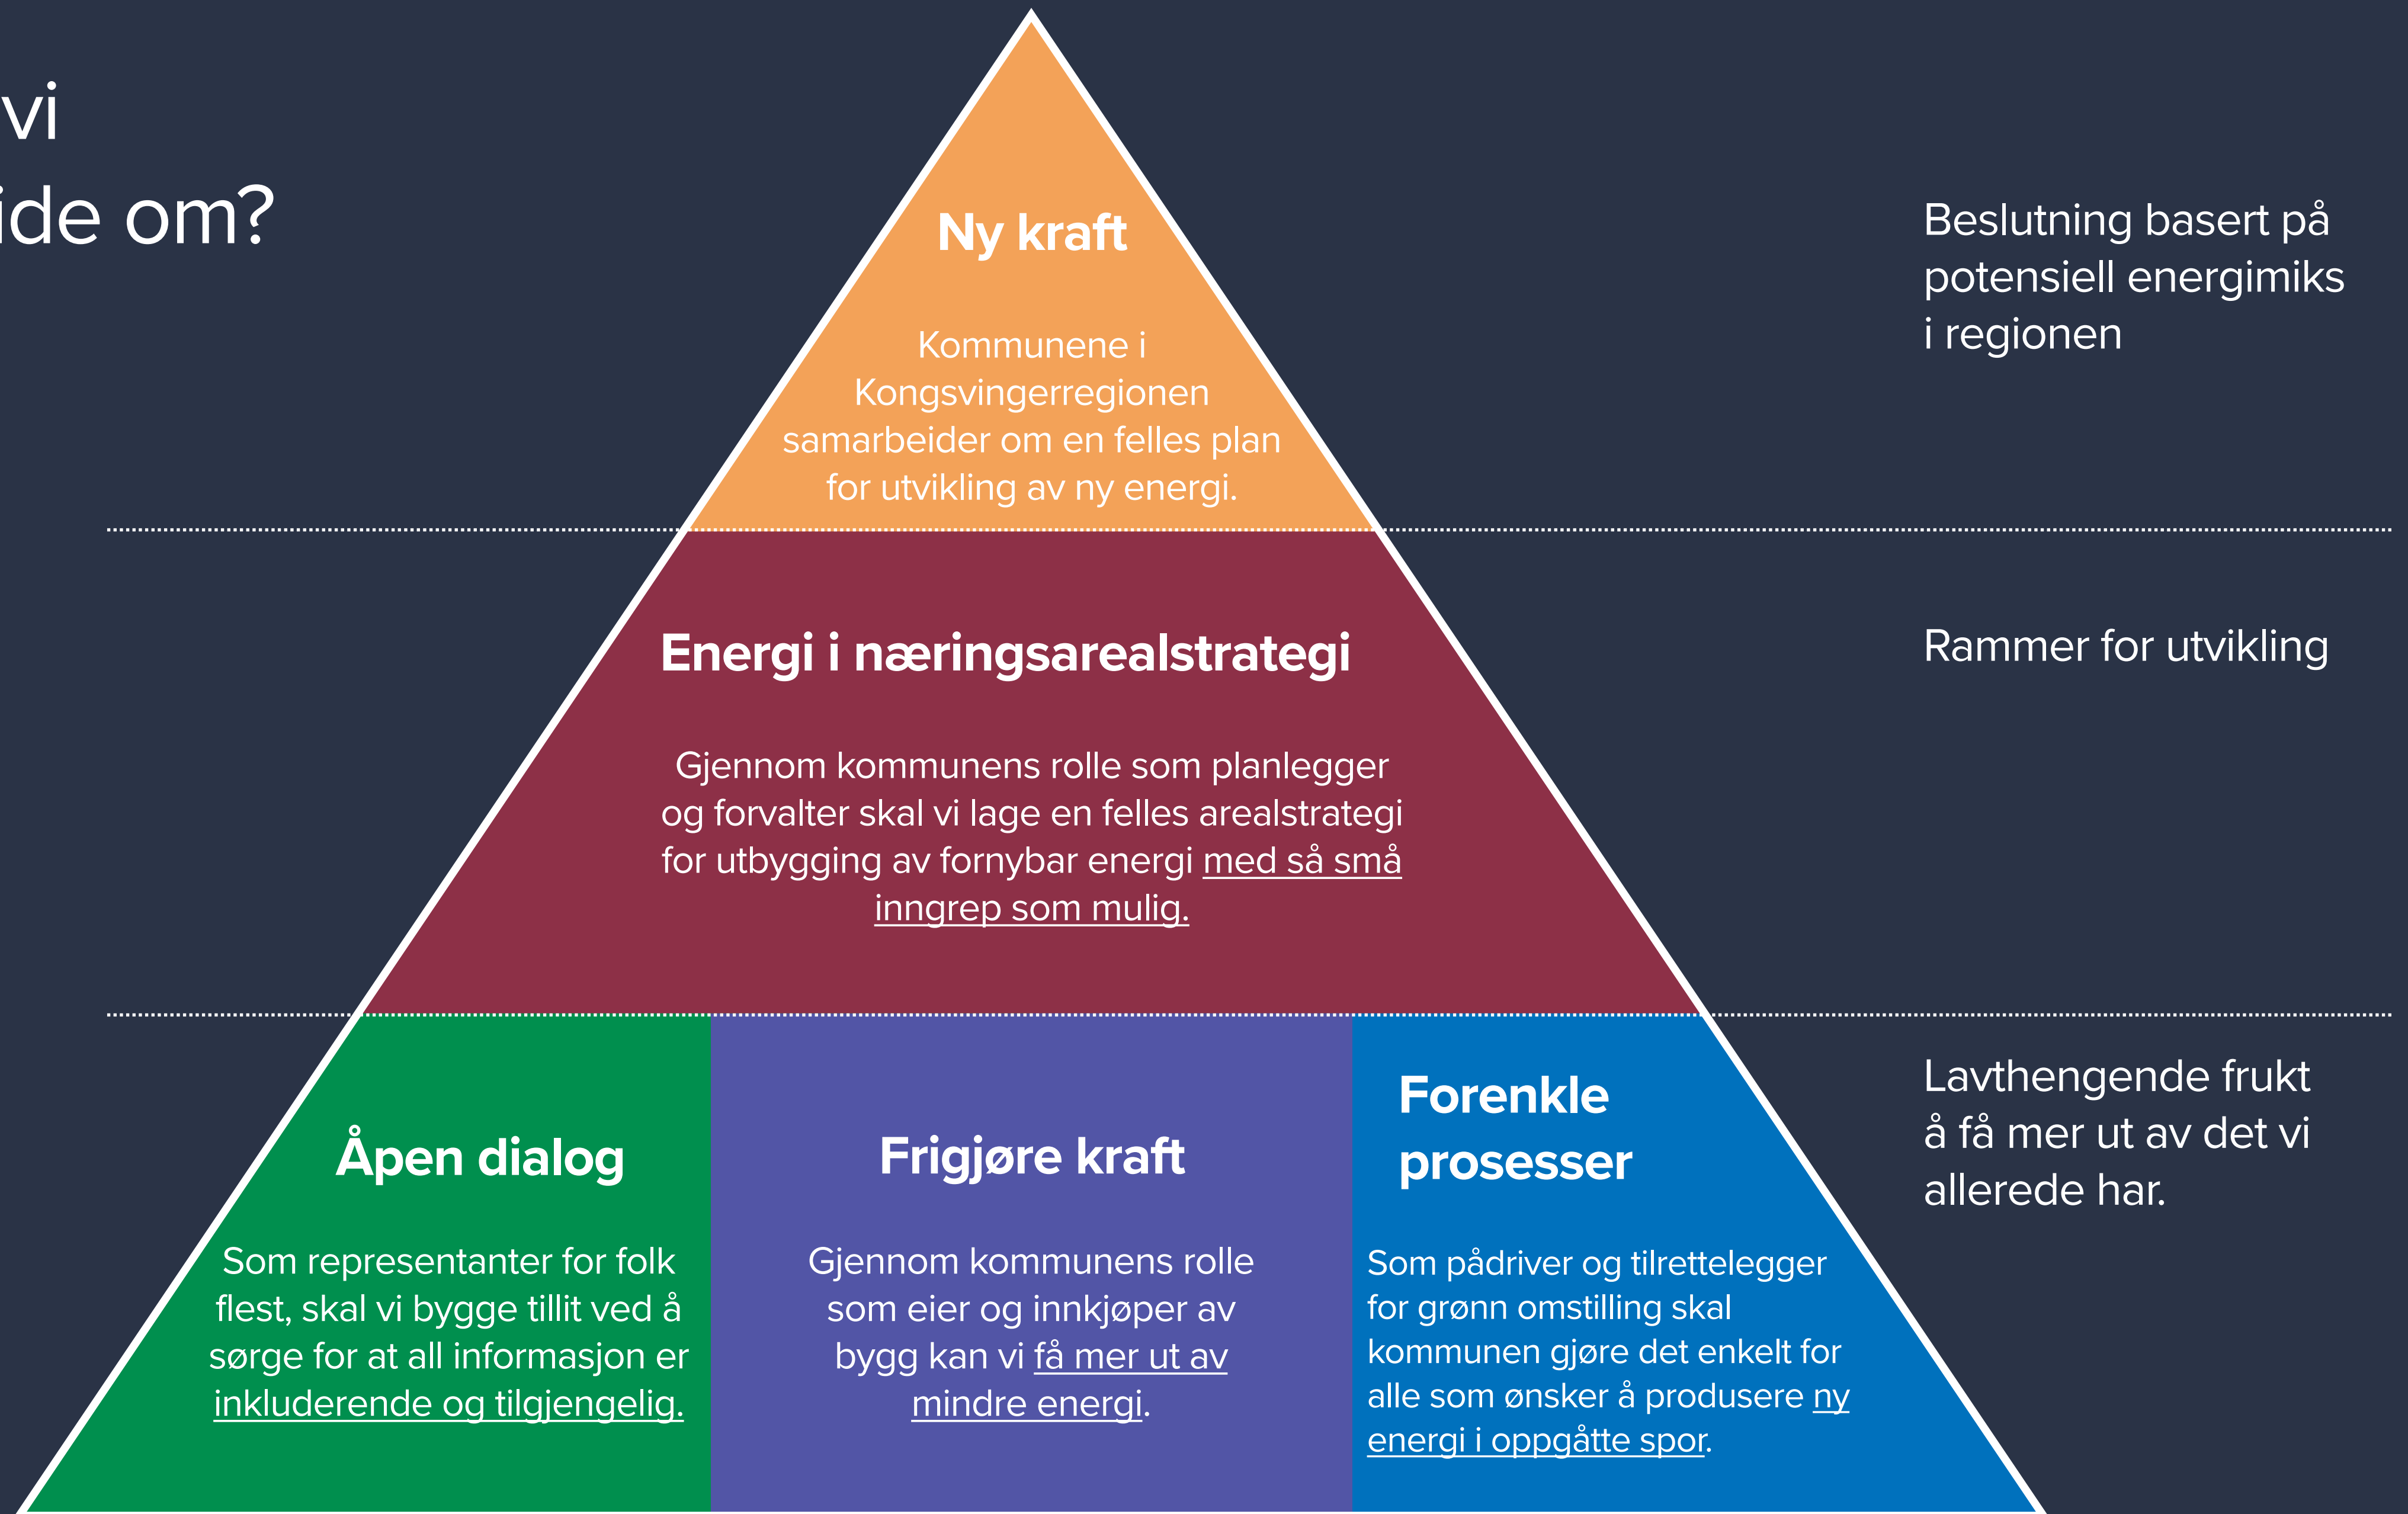 vi
ide om?
Ny kraft
Kommunene i
Kongsvingerregionen
samarbeider om en felles plan
for utvikling av ny energi.
Beslutning basert på
potensiell energimiks
i regionen
Energi i næringsarealstrategi
Gjennom kommunens rolle som planlegger
og forvalter skal vi lage en felles arealstrategi
for utbygging av fornybar energi med så små
inngrep som mulig.
Rammer for utvikling
Åpen dialog
Som representanter for folk
flest, skal vi bygge tillit ved å
sørge for at all informasjon er
inkluderende og tilgjengelig.
Frigjøre kraft
Gjennom kommunens rolle
som eier og innkjøper av
bygg kan vi få mer ut av
mindre energi.
Forenkle
prosesser
Som pådriver og tilrettelegger
for grønn omstilling skal
kommunen gjøre det enkelt for
alle som ønsker å produsere ny
energi i oppgåtte spor.
Lavthengende frukt
å få mer ut av det vi
allerede har.